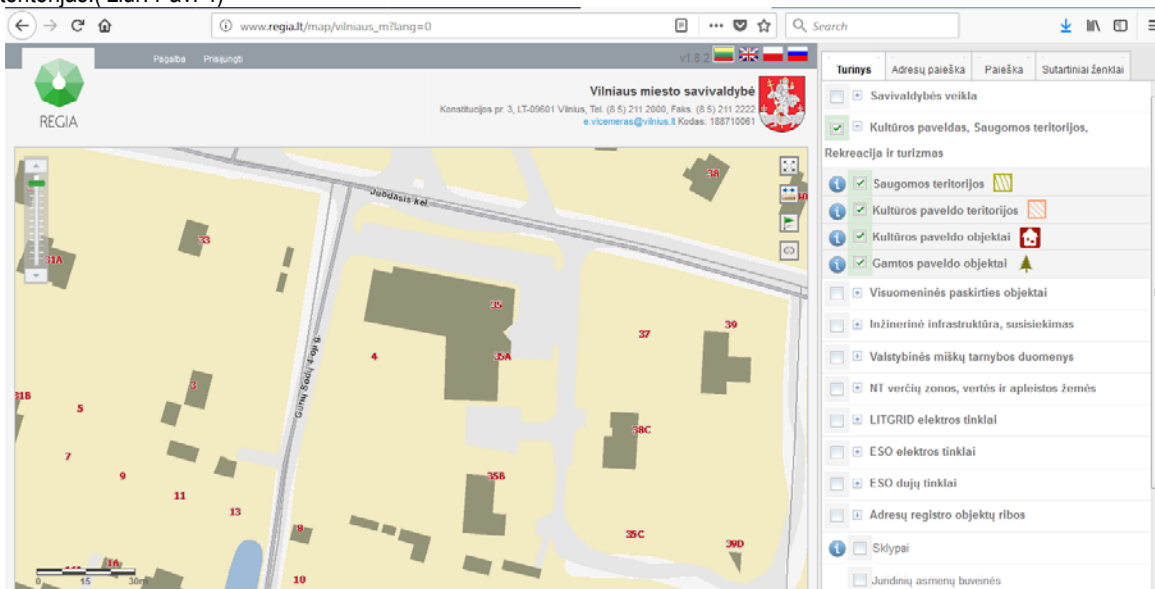 teritorijas.( žiūr. Pav. 4)
www.regia.lt/map/vilniaus_m?lang=0
Search
Pagalba Prisijungti
v1.8.2
REGIA
Vilniaus miesto savivaldybė
Konstitucijos pr. 3, LT-09601 Vilnius, Tel. (8 5) 211 2000, Faks. (8 5) 211 2222
e.vicemeras@vilnius.lt Kodas: 188710061
Turinys Adresų paieška Paieška Sutartiniai ženklai
Savivaldybės veikla
Kultūros paveldas, Saugomos teritorijos,
Rekreacija ir turizmas
Saugomos teritorijos
Kultūros paveldo teritorijos
Kultūros paveldo objektai
Gamtos paveldo objektai
Visuomeninės paskirties objektai
Inžinerinė infrastruktūra, susisiekimas
Valstybinės miškų tarnybos duomenys
NT verčių zonos, vertės ir apleistos žemės
LITGRID elektros tinklai
ESO elektros tinklai
ESO dujų tinklai
Adresų registro objektų ribos
Sklypai
Juridinių asmenų buveinės
Juodasis kel.
38
40
33
31A
35
37
39
4
35A
Gurių Sodų 4-oji g.
3
31B
5
38C
7
9
35B
11
13
8
35C
39D
16
10
0 15 30m